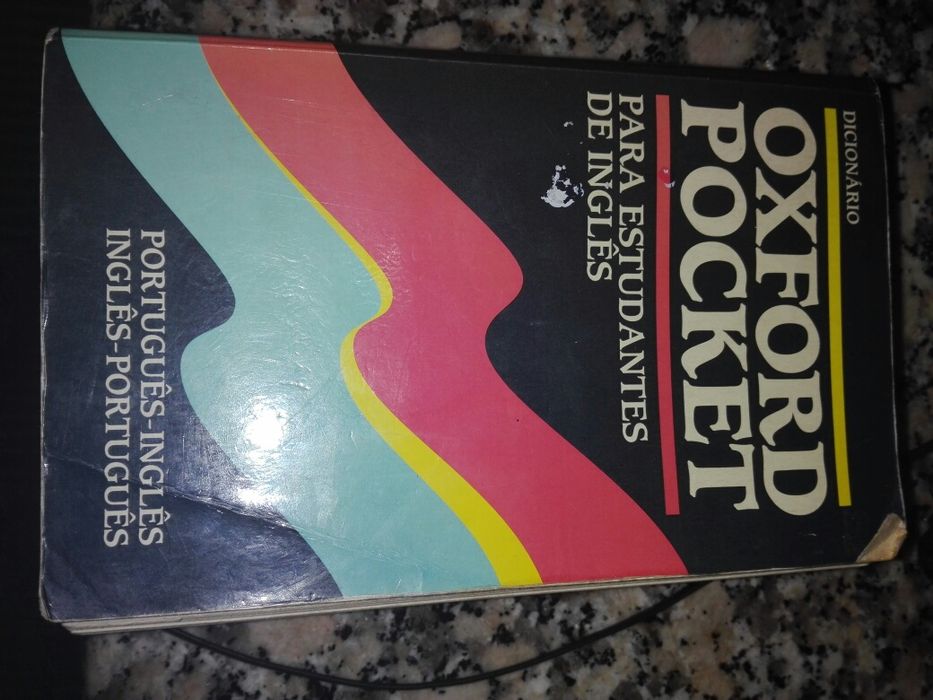 DICIONÁRIO
OXFORD
POCKET
PARA ESTUDANTES
DE INGLÊS
PORTUGUÊS-INGLÊS
INGLÊS-PORTUGUÊS